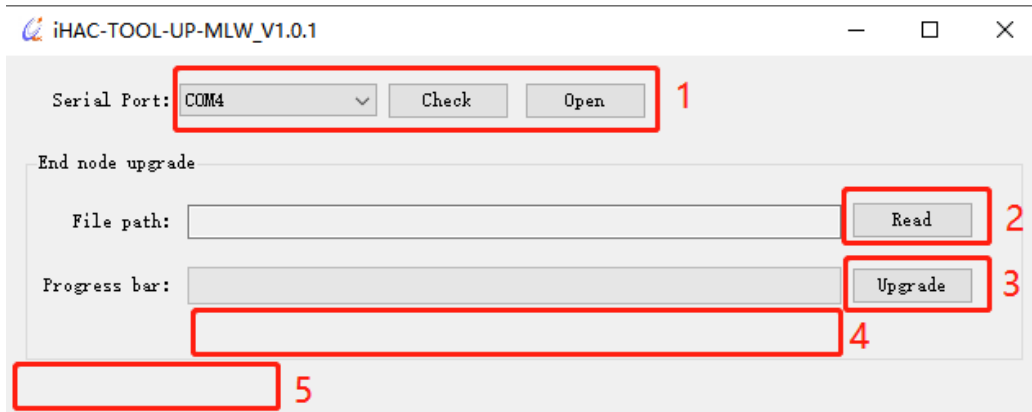 iHAC-TOOL-UP-MLW_V1.0.1
Serial Port: COM4 Check Open 1
End node upgrade
File path: Read 2
Progress bar: Upgrade 3
4
5